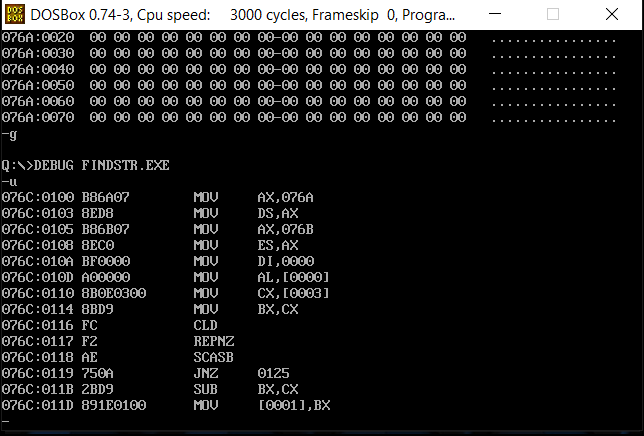 DOSBox 0.74-3, Cpu speed: 3000 cycles, Frameskip 0, Progra...
076A:0020 00 00 00 00 00 00 00 00-00 00 00 00 00 00 00 00 ................
076A:0030 00 00 00 00 00 00 00 00-00 00 00 00 00 00 00 00 ................
076A:0040 00 00 00 00 00 00 00 00-00 00 00 00 00 00 00 00 ................
076A:0050 00 00 00 00 00 00 00 00-00 00 00 00 00 00 00 00 ................
076A:0060 00 00 00 00 00 00 00 00-00 00 00 00 00 00 00 00 ................
076A:0070 00 00 00 00 00 00 00 00-00 00 00 00 00 00 00 00 ................
-g
Q:\>DEBUG FINDSTR.EXE
-u
076C:0100 B86A07 MOV AX,076A
076C:0103 8ED8 MOV DS,AX
076C:0105 B86B07 MOV AX,076B
076C:0108 8EC0 MOV ES,AX
076C:010A BF0000 MOV DI,0000
076C:010D A00000 MOV AL,[0000]
076C:0110 8B0E0300 MOV CX,[0003]
076C:0114 8BD9 MOV BX,CX
076C:0116 FC CLD
076C:0117 F2 REPNZ
076C:0118 AE SCASB
076C:0119 750A JNZ 0125
076C:011B 2BD9 SUB BX,CX
076C:011D 891E0100 MOV [0001],BX
-